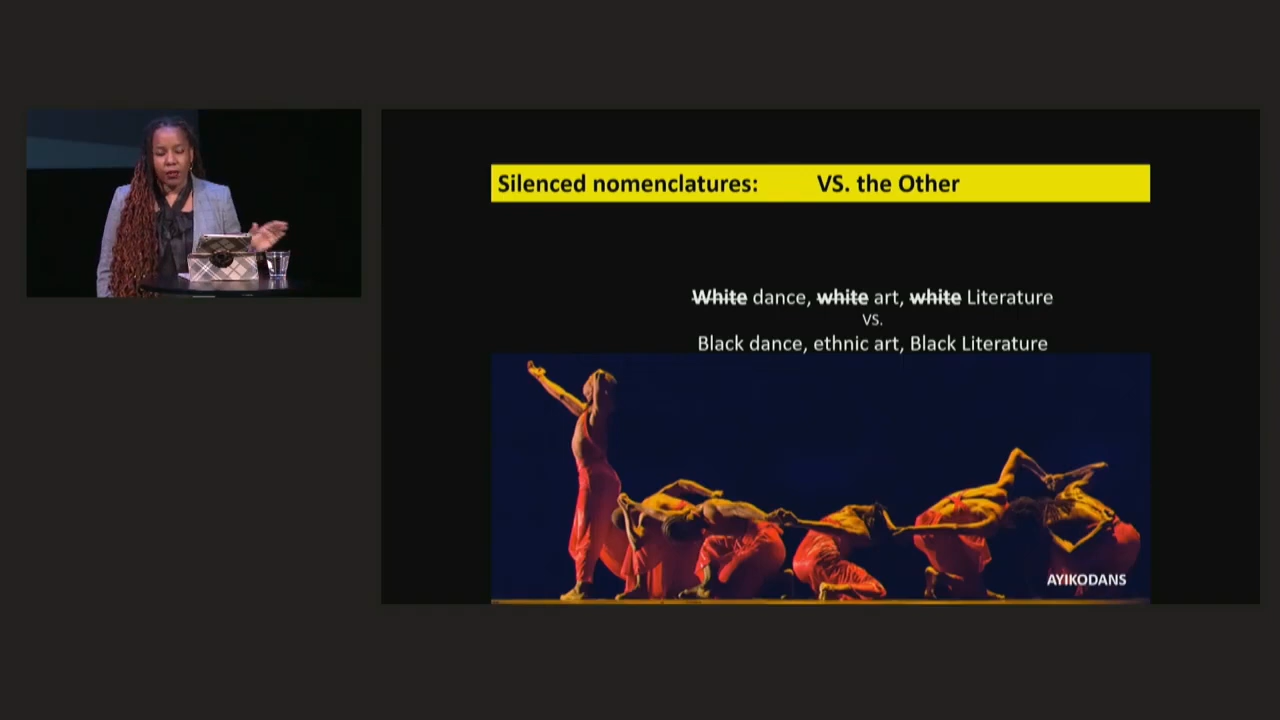 Silenced nomenclatures: VS. the Other
White dance, white art, white Literature
VS.
Black dance, ethnic art, Black Literature
AYIKODANS